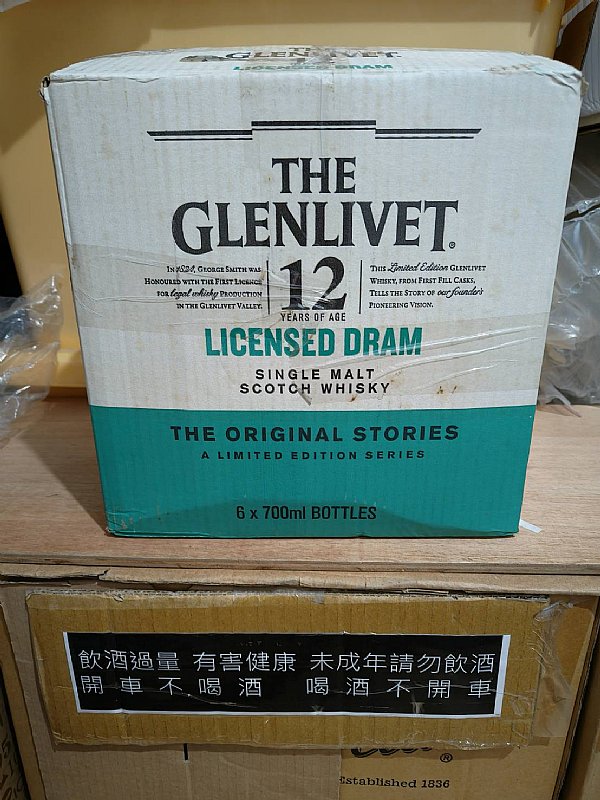 THE
GLENLIVET
LICENSED DRAM
THE
GLENLIVET®
IN 1824, GEORGE SMITH WAS
HONOURED WITH THE FIRST LICENCE
FOR legal whisky PRODUCTION
IN THE GLENLIVET VALLEY.
12
YEARS OF AGE
THIS Limited Edition GLENLIVET
WHISKY, FROM FIRST FILL CASKS,
TELLS THE STORY OF our founder's
PIONEERING VISION.
LICENSED DRAM
SINGLE MALT
SCOTCH WHISKY
THE ORIGINAL STORIES
A LIMITED EDITION SERIES
6 x 700ml BOTTLES
飲酒過量 有害健康 未成年請勿飲酒
開車不喝酒 喝酒不開車
®
Established 1836